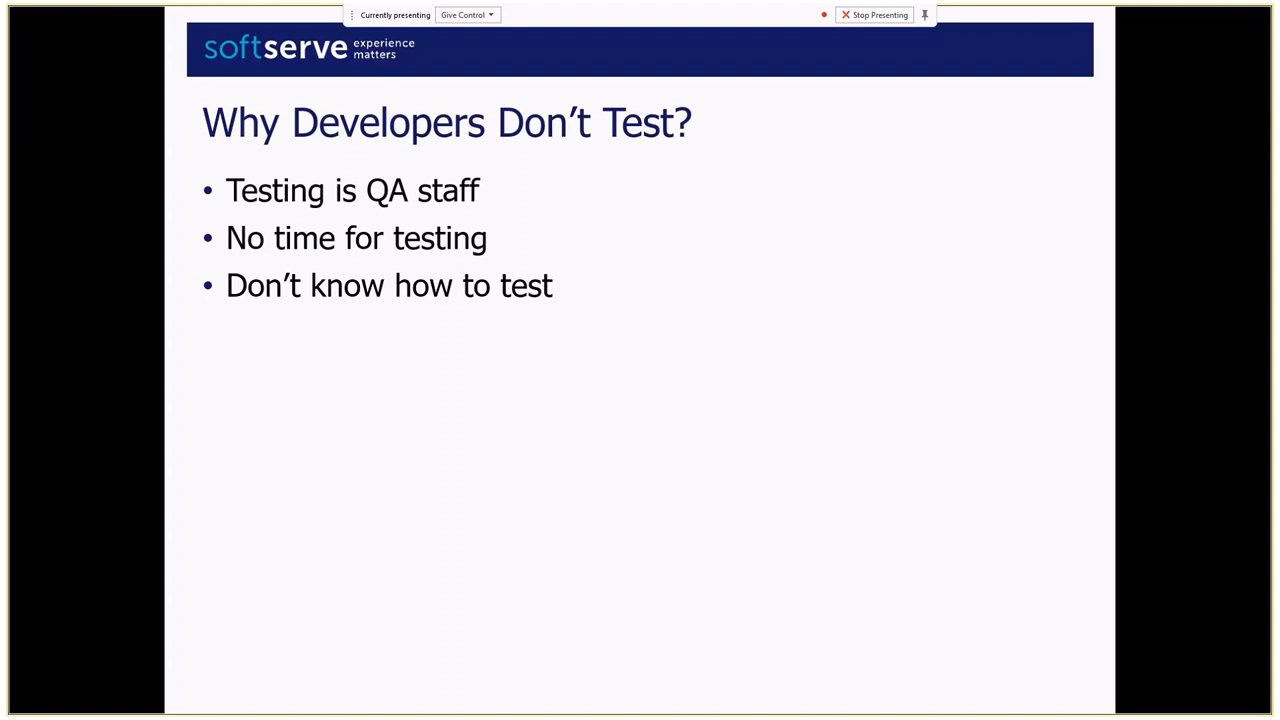 Currently presenting Give Control Stop Presenting
softserve experience matters
Why Developers Don't Test?
• Testing is QA staff
• No time for testing
• Don't know how to test